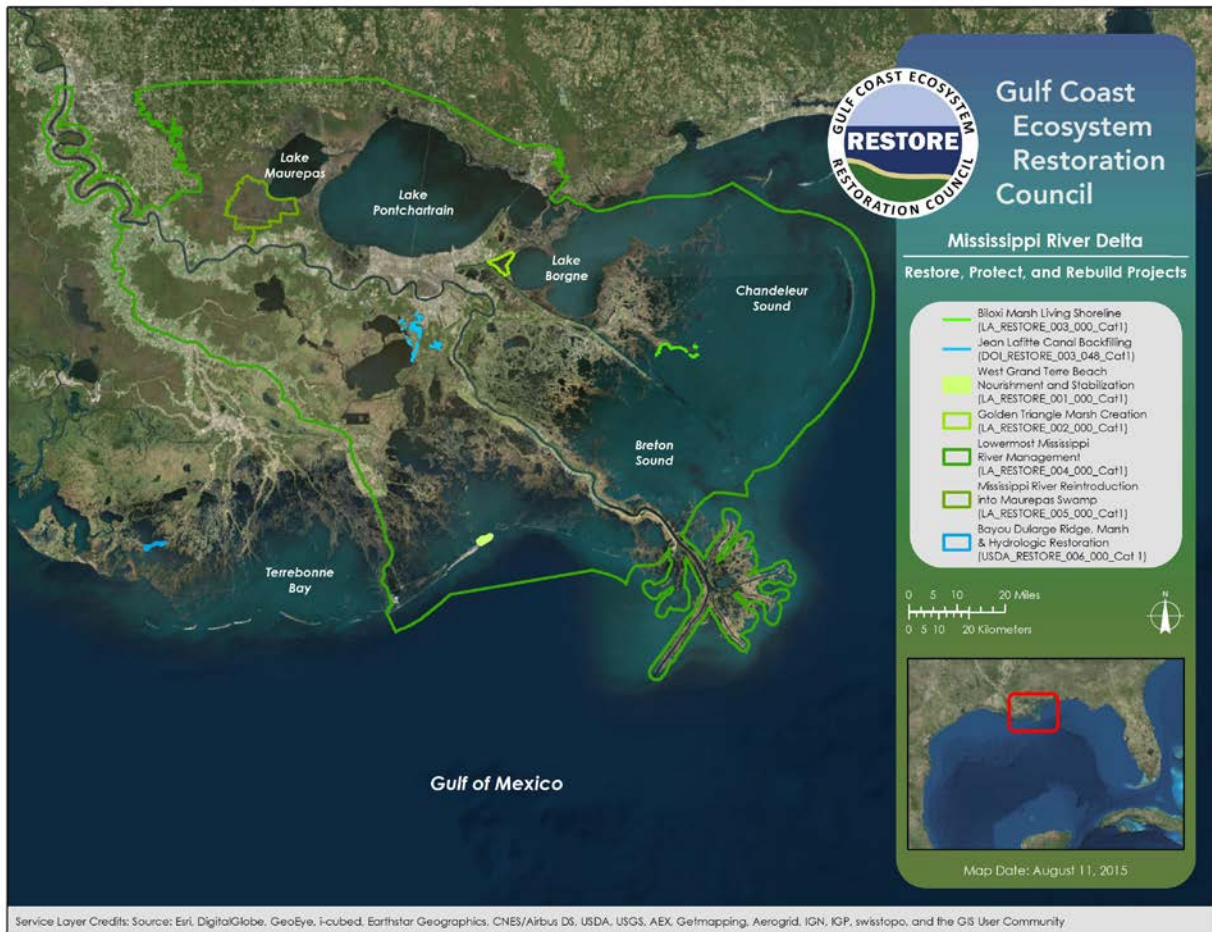 Lake
Maurepas
Lake
Pontchartrain
Lake
Borgne
Chandeleur
Sound
Breton
Sound
Terrebonne
Bay
Gulf of Mexico
GULF COAST ECOSYSTEM
RESTORE
RESTORATION COUNCIL
Gulf Coast
Ecosystem
Restoration
Council
Mississippi River Delta
Restore, Protect, and Rebuild Projects
Biloxi Marsh Living Shoreline
(LA_RESTORE_003_000_Cat1)
Jean Lafitte Canal Backfilling
(DOI_RESTORE_003_048_Cat1)
West Grand Terre Beach
Nourishment and Stabilization
(LA_RESTORE_001_000_Cat1)
Golden Triangle Marsh Creation
(LA_RESTORE_002_000_Cat1)
Lowermost Mississippi
River Management
(LA_RESTORE_004_000_Cat1)
Mississippi River Reintroduction
into Maurepas Swamp
(LA_RESTORE_005_000_Cat1)
Bayou Dularge Ridge, Marsh
& Hydrologic Restoration
(USDA_RESTORE_006_000_Cat 1)
0 5 10 20 Miles
0 5 10 20 Kilometers
N
Map Date: August 11, 2015
Service Layer Credits: Source: Esri, DigitalGlobe, GeoEye, i-cubed, Earthstar Geographics, CNES/Airbus DS, USDA, USGS, AEX, Getmapping, Aerogrid, IGN, IGP, swisstopo, and the GIS User Community